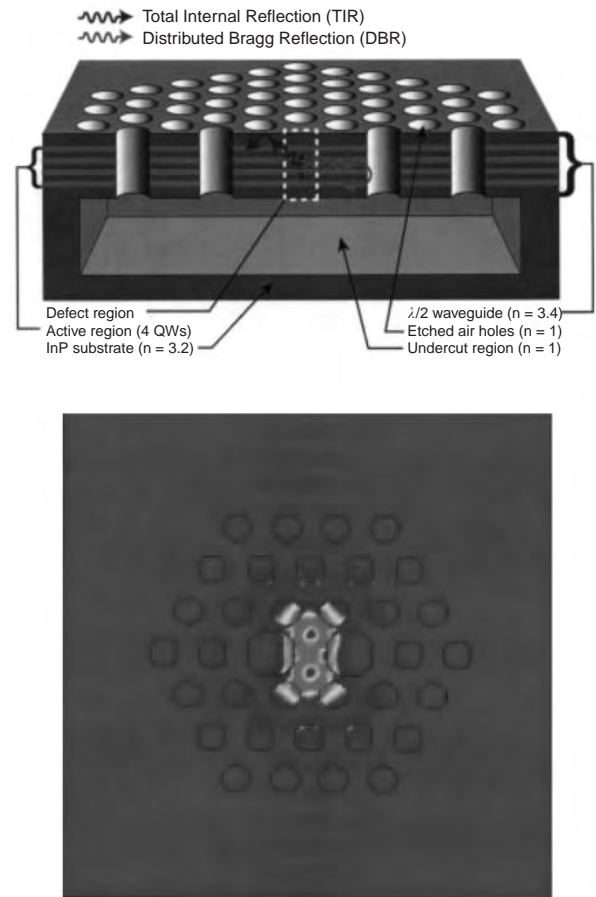 Total Internal Reflection (TIR)
Distributed Bragg Reflection (DBR)
Defect region
Active region (4 QWs)
InP substrate (n = 3.2)
λ/2 waveguide (n = 3.4)
Etched air holes (n = 1)
Undercut region (n = 1)